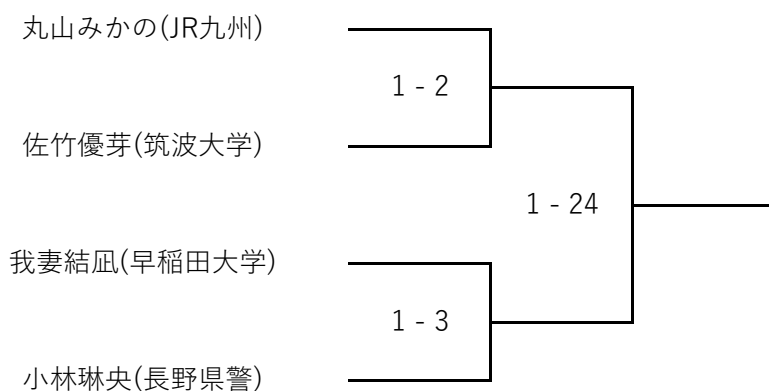 丸山みかの(JR九州)
1 - 2
佐竹優芽(筑波大学)
1 - 24
我妻結凪(早稲田大学)
1 - 3
小林琳央(長野県警)